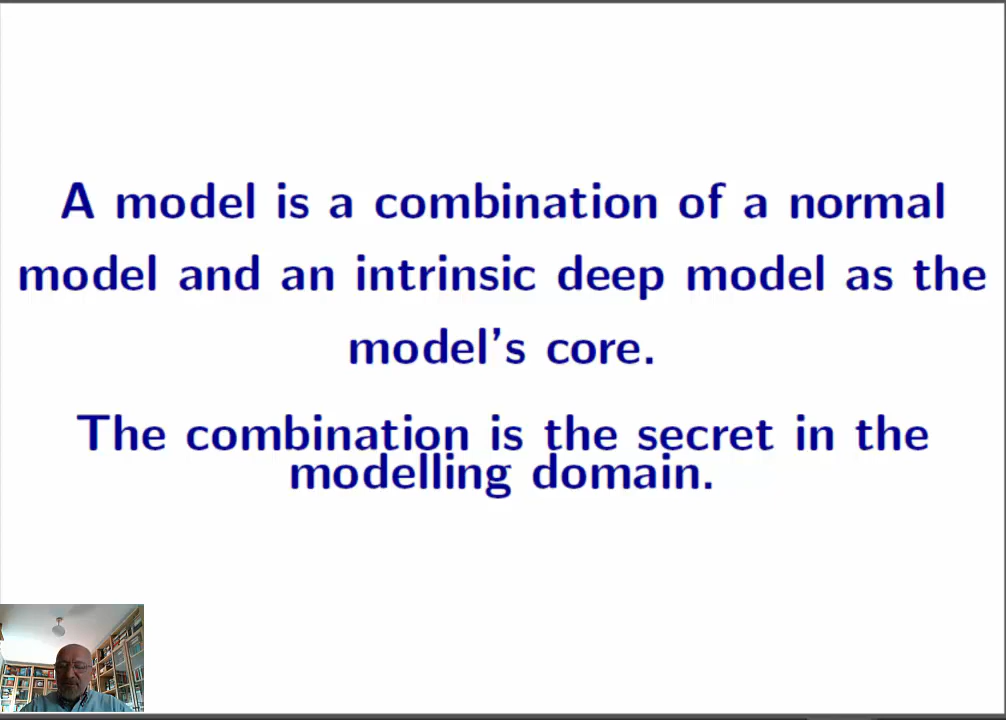 A model is a combination of a normal
model and an intrinsic deep model as the
model's core.
The combination is the secret in the
modelling domain.